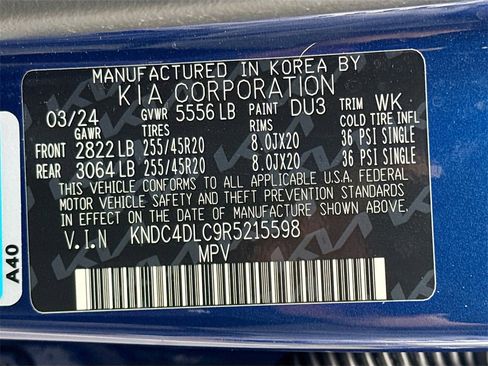 MANUFACTURED IN KOREA BY
KIA CORPORATION
03/24 GVWR 5556 LB PAINT DU3 TRIM WK
GAWR TIRES RIMS COLD TIRE INFL
FRONT 2822 LB 255/45R20 8.0JX20 36 PSI SINGLE
REAR 3064 LB 255/45R20 8.0JX20 36 PSI SINGLE
THIS VEHICLE CONFORMS TO ALL APPLICABLE U.S.A. FEDERAL
MOTOR VEHICLE SAFETY AND THEFT PREVENTION STANDARDS
IN EFFECT ON THE DATE OF MANUFACTURE SHOWN ABOVE.
V.I.N KNDC4DLC9R5215598
MPV
A40